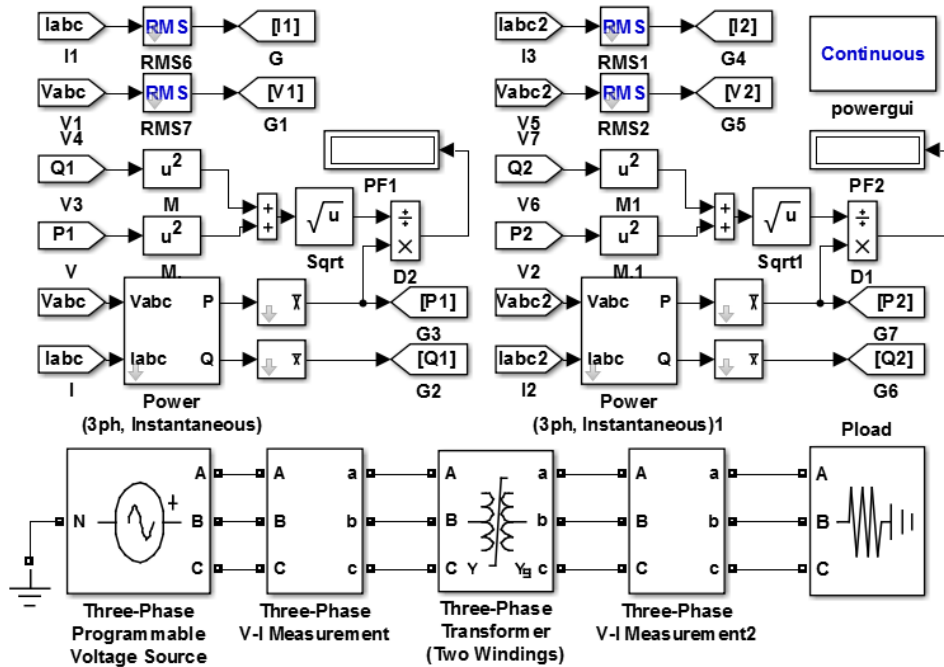 Iabc
I1
RMS
RMS6
[I1]
G
Iabc2
I3
RMS
RMS1
[I2]
G4
Continuous
powergui
Vabc
V1
RMS
RMS7
[V1]
G1
Vabc2
V5
RMS
RMS2
[V2]
G5
V4
Q1
V3
u²
M
PF1
V7
Q2
V6
u²
M1
PF2
P1
V
u²
M,
+
+
√u
Sqrt
÷
×
D2
P2
V2
u²
M,1
+
+
√u
Sqrt1
÷
×
D1
Vabc
Iabc
I
Vabc
Iabc
P
Q
Power
(3ph, Instantaneous)
x̄
x̄
[P1]
G3
[Q1]
G2
Vabc2
Iabc2
I2
Vabc
Iabc
P
Q
Power
(3ph, Instantaneous)1
x̄
x̄
[P2]
G7
[Q2]
G6
N
+
A
B
C
Three-Phase
Programmable
Voltage Source
A
B
C
a
b
c
Three-Phase
V-I Measurement
A
B
C
Y
Yg
a
b
c
Three-Phase
Transformer
(Two Windings)
A
B
C
a
b
c
Three-Phase
V-I Measurement2
Pload
A
B
C